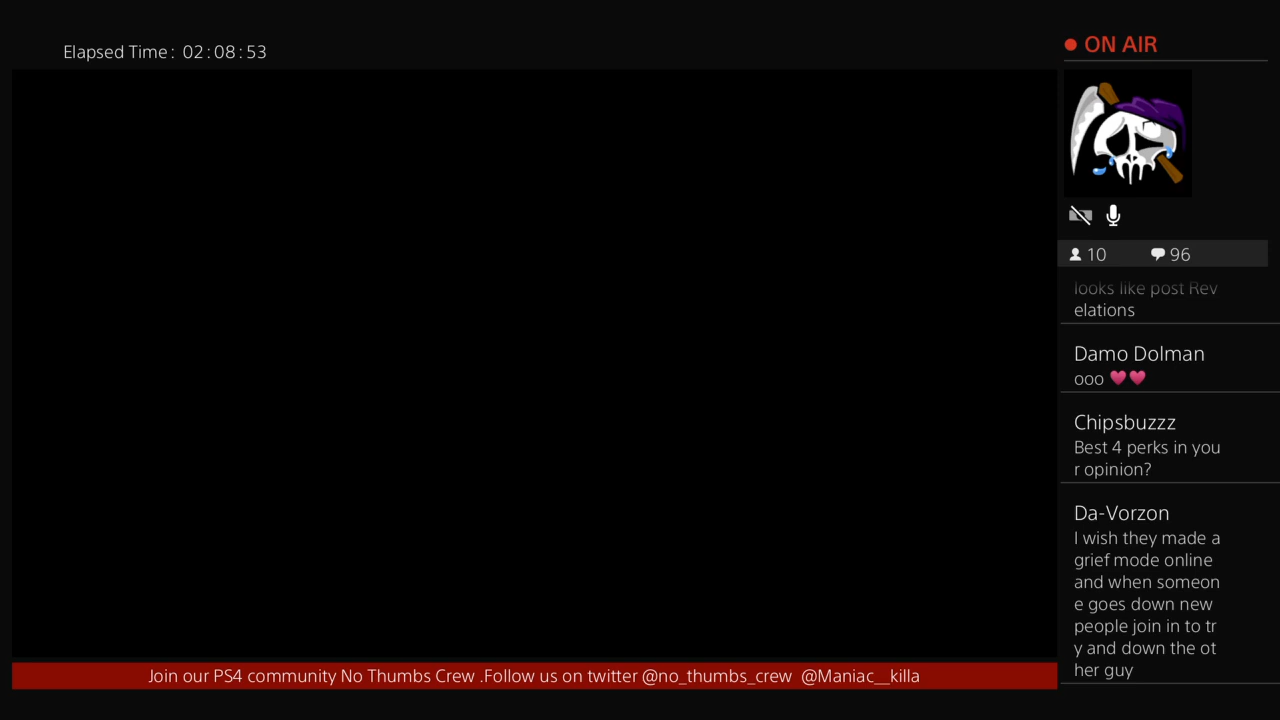 Elapsed Time: 02:08:53
ON AIR
10 96
looks like post Rev
elations
Damo Dolman
ooo ♥♥
Chipsbuzzz
Best 4 perks in you
r opinion?
Da-Vorzon
I wish they made a
grief mode online
and when someon
e goes down new
people join in to tr
y and down the ot
her guy
Join our PS4 community No Thumbs Crew .Follow us on twitter @no_thumbs_crew @Maniac__killa